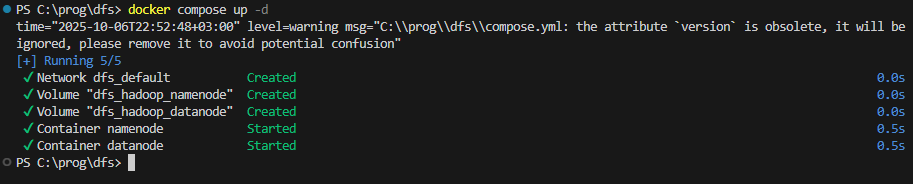 PS C:\prog\dfs> docker compose up -d
time="2025-10-06T22:52:48+03:00" level=warning msg="C:\\prog\\dfs\\compose.yml: the attribute `version` is obsolete, it will be
ignored, please remove it to avoid potential confusion"
[+] Running 5/5
✔ Network dfs_default Created 0.0s
✔ Volume "dfs_hadoop_namenode" Created 0.0s
✔ Volume "dfs_hadoop_datanode" Created 0.0s
✔ Container namenode Started 0.5s
✔ Container datanode Started 0.5s
PS C:\prog\dfs>